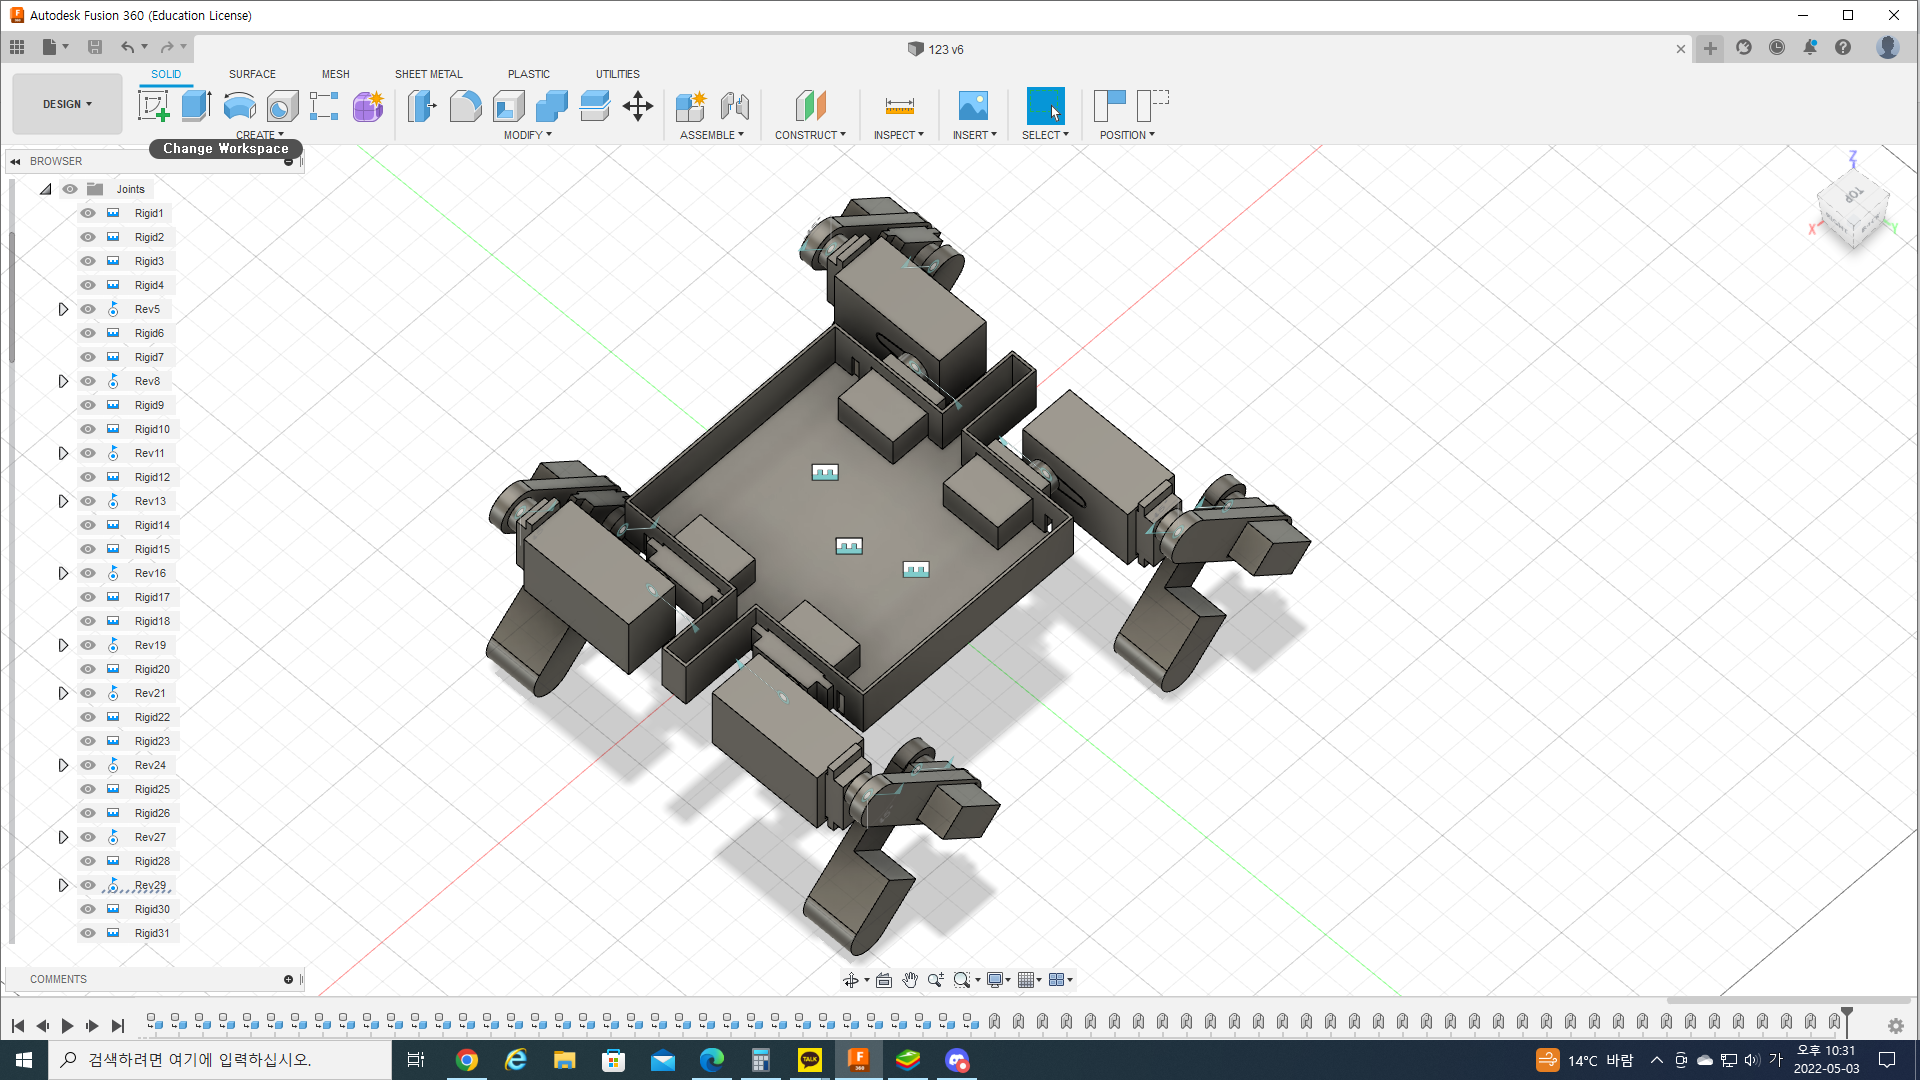 Autodesk Fusion 360 (Education License)
123 v6
SOLID SURFACE MESH SHEET METAL PLASTIC UTILITIES
DESIGN
CREATE MODIFY ASSEMBLE CONSTRUCT INSPECT INSERT SELECT POSITION
Change Workspace
BROWSER
Joints
Rigid1
Rigid2
Rigid3
Rigid4
Rev5
Rigid6
Rigid7
Rev8
Rigid9
Rigid10
Rev11
Rigid12
Rev13
Rigid14
Rigid15
Rev16
Rigid17
Rigid18
Rev19
Rigid20
Rev21
Rigid22
Rigid23
Rev24
Rigid25
Rigid26
Rev27
Rigid28
Rev29
Rigid30
Rigid31
Z
TOP
X
Y
COMMENTS
검색하려면 여기에 입력하십시오.
TALK
F
360
14°C 바람
가
오후 10:31
2022-05-03